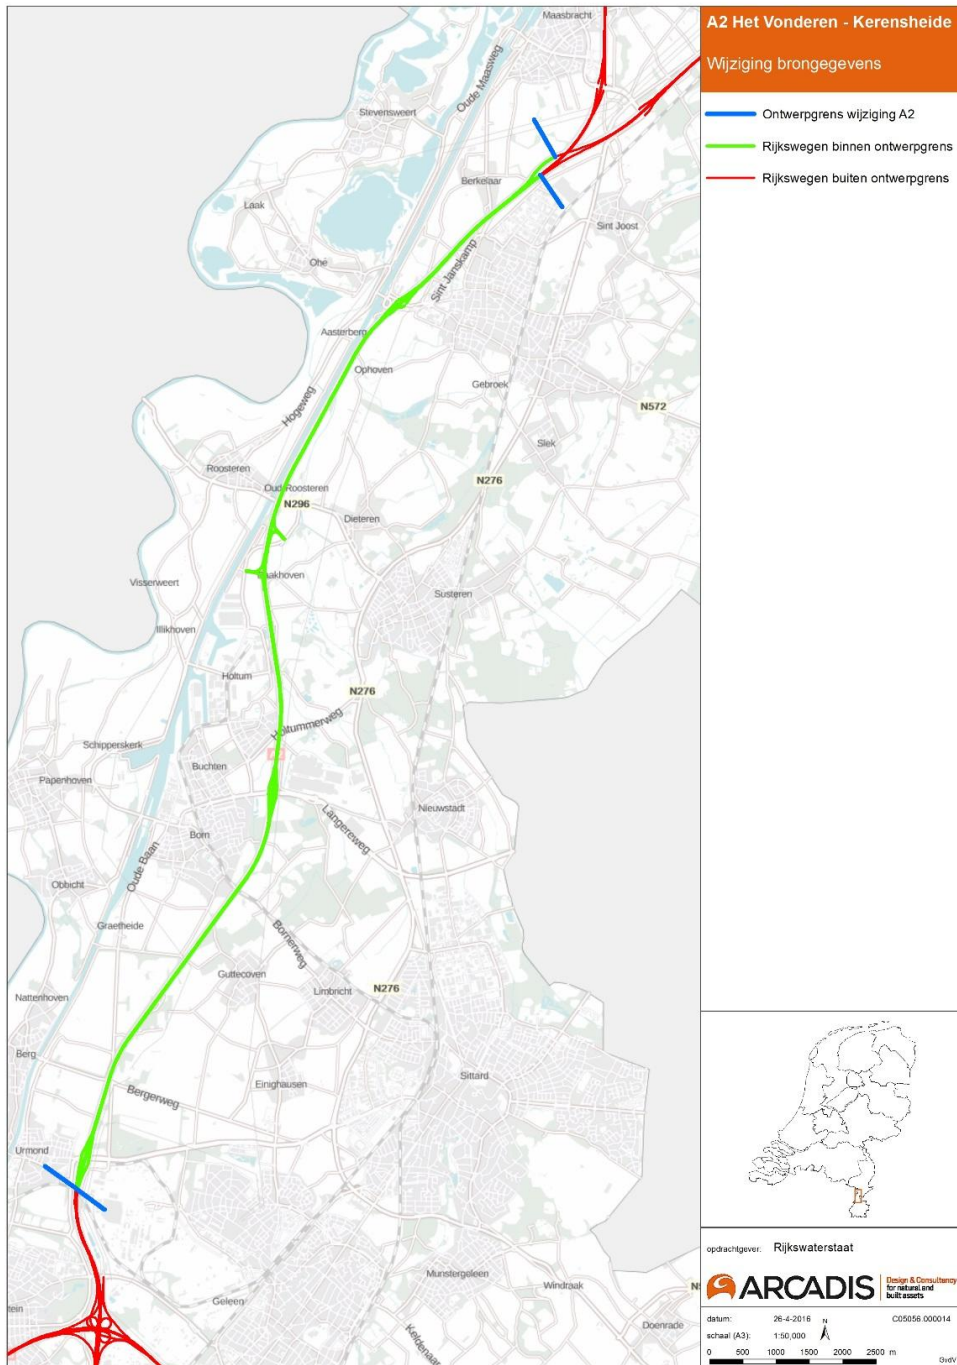 A2 Het Vonderen - Kerensheide
Wijziging brongegevens
Ontwerpgrens wijziging A2
Rijkswegen binnen ontwerpgrens
Rijkswegen buiten ontwerpgrens
Maasbracht
Oude Maasweg
Stevensweert
Berkelaar
Laak
Sint Joost
Ohe
Sint Janskamp
Aasterberg
Ophoven
Gebroek
Hogeweg
N572
Slek
Roosteren
N276
Oud Roosteren
N296
Dieteren
Visserweert
Susteren
Illikhoven
Holtum
N276
Holtummerweg
Schipperskerk
Buchten
Papenhoven
Nieuwstadt
Langereweg
Born
Oude Baan
Obbicht
Graetheide
Bornerweg
Guttecoven
Limbricht
N276
Nattenhoven
Berg
Sittard
Einighausen
Bergerweg
Urmond
Munstergeleen
Windraak
Geleen
Doenrade
opdrachtgever: Rijkswaterstaat
ARCADIS
Design & Consultancy
for natural and
built assets
datum: 26-4-2016 N C05056.000014
schaal (A3): 1:50,000
0 500 1000 1500 2000 2500 m
GvdV